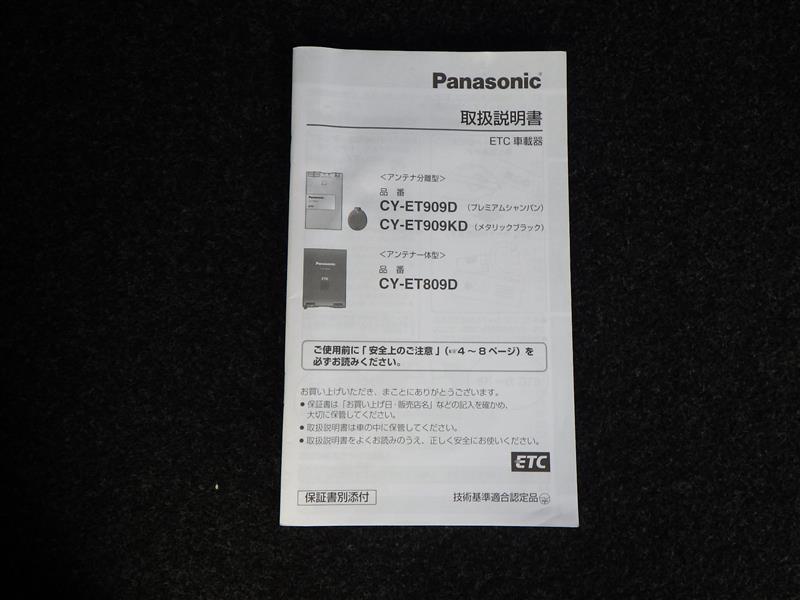 Panasonic
取扱説明書
ETC 車載器
<アンテナ分離型>
品 番
CY-ET909D (プレミアムシャンパン)
CY-ET909KD (メタリックブラック)
<アンテナ一体型>
品 番
CY-ET809D
Panasonic
Panasonic
ETC
ご使用前に「安全上のご注意」(☞4〜8ページ)を
必ずお読みください。
お買い上げいただき、まことにありがとうございます。
● 保証書は「お買い上げ日・販売店名」などの記入を確かめ、
大切に保管してください。
● 取扱説明書は車の中に保管してください。
● 取扱説明書をよくお読みのうえ、正しく安全にお使いください。
ETC
保証書別添付
技術基準適合認定品